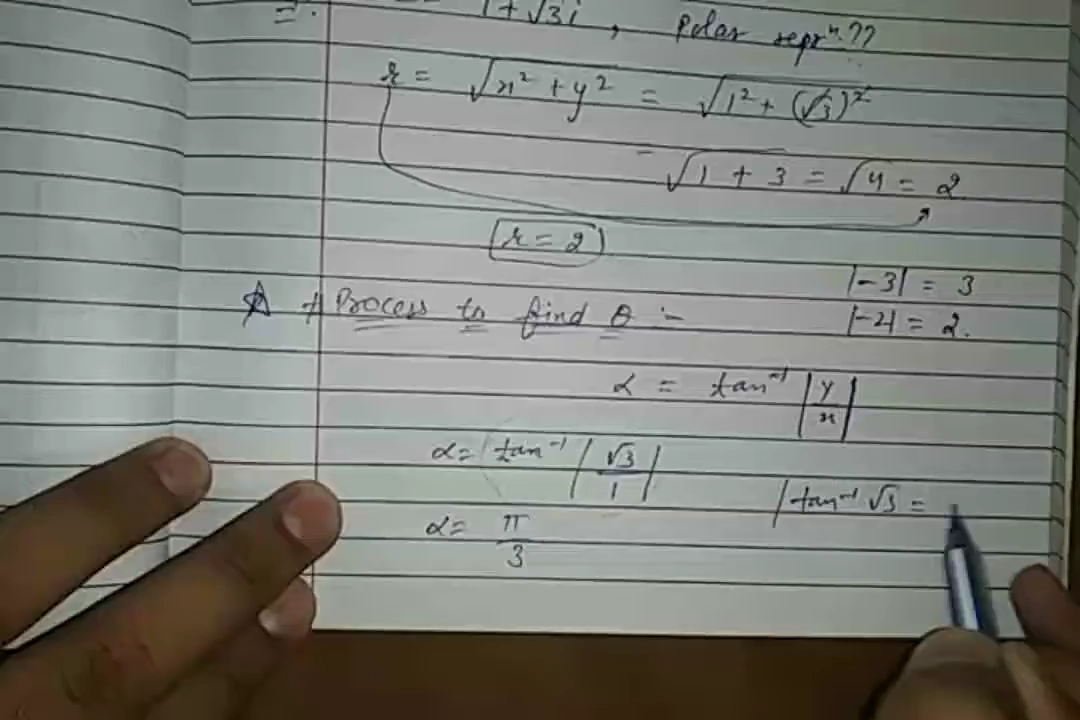 1 + √3i , Polar reprⁿ.??
r = √x² + y² = √1² + (√3)²
= √1 + 3 = √4 = 2
r = 2
|-3| = 3
* Process to find θ :-
|-2| = 2.
α = tan⁻¹ |y/x|
α = tan⁻¹ |√3/1|
tan⁻¹ √3 =
α = π/3